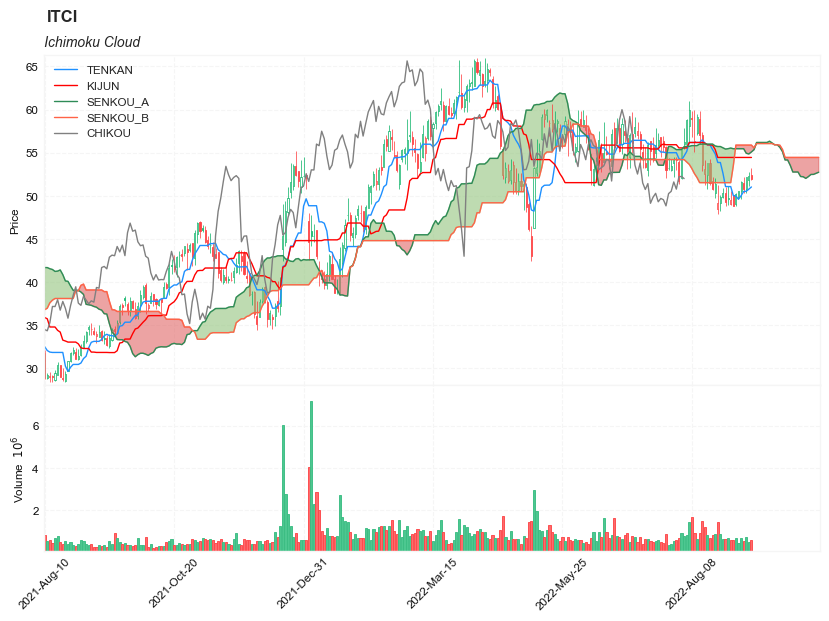 ITCI
Ichimoku Cloud
TENKAN
KIJUN
SENKOU_A
SENKOU_B
CHIKOU
65
60
55
50
45
40
35
30
Price
6
4
2
Volume 10^6
2021-Aug-10
2021-Oct-20
2021-Dec-31
2022-Mar-15
2022-May-25
2022-Aug-08